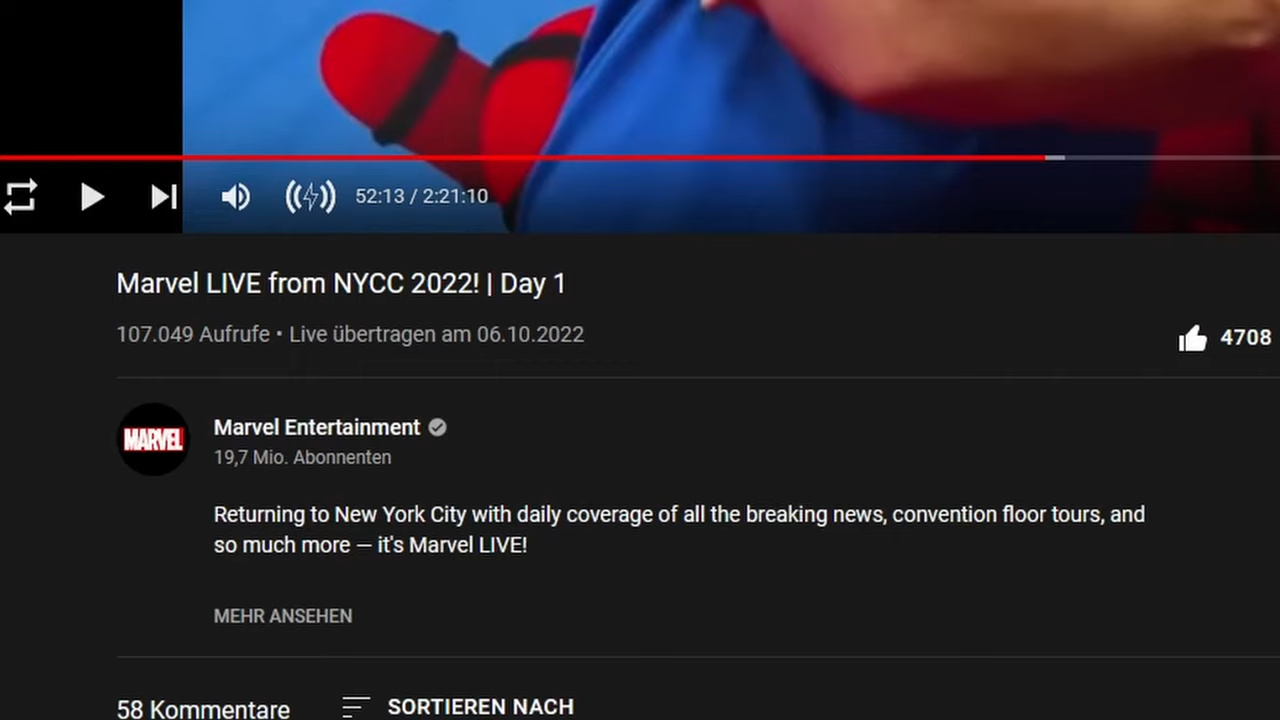 52:13 / 2:21:10
Marvel LIVE from NYCC 2022! | Day 1
107.049 Aufrufe • Live übertragen am 06.10.2022
4708
MARVEL
Marvel Entertainment
19,7 Mio. Abonnenten
Returning to New York City with daily coverage of all the breaking news, convention floor tours, and
so much more — it's Marvel LIVE!
MEHR ANSEHEN
58 Kommentare
SORTIEREN NACH